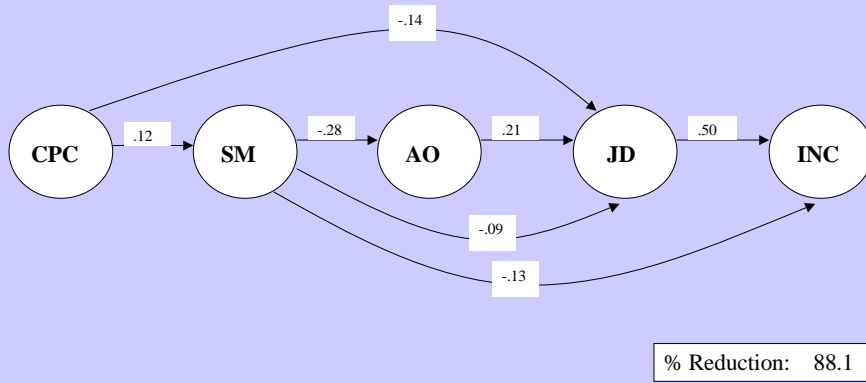 -.14
CPC
.12
SM
-.28
AO
.21
JD
.50
INC
-.09
-.13
% Reduction: 88.1